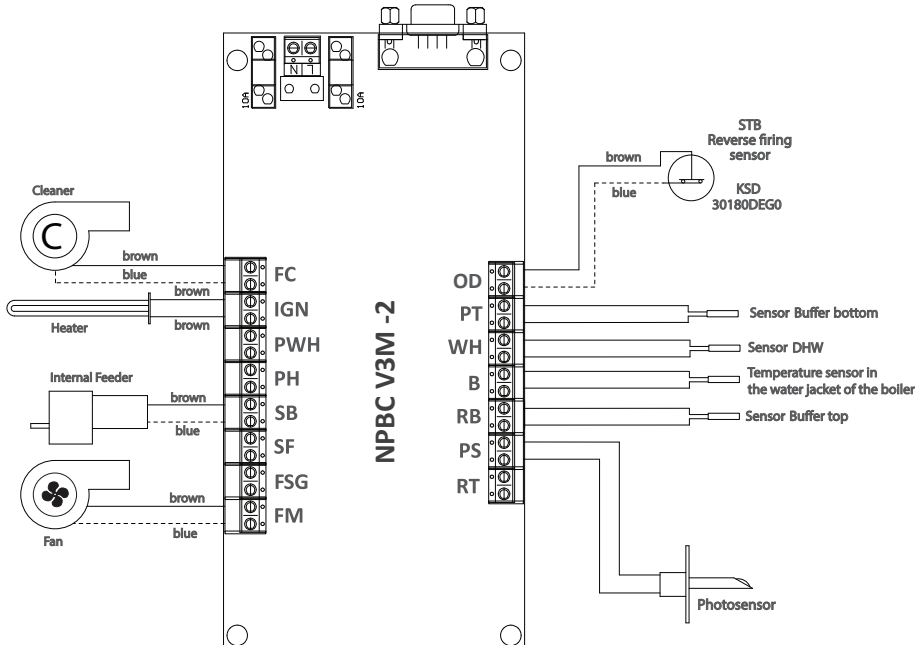 10A
N L
10A
STB
Reverse firing
sensor
KSD
30180DEG0
brown
blue
Cleaner
C
brown
blue
brown
Heater
brown
Internal Feeder
brown
blue
brown
Fan
blue
FC
IGN
PWH
PH
SB
SF
FSG
FM
NPBC V3M -2
OD
PT
WH
B
RB
PS
RT
Sensor Buffer bottom
Sensor DHW
Temperature sensor in
the water jacket of the boiler
Sensor Buffer top
Photosensor